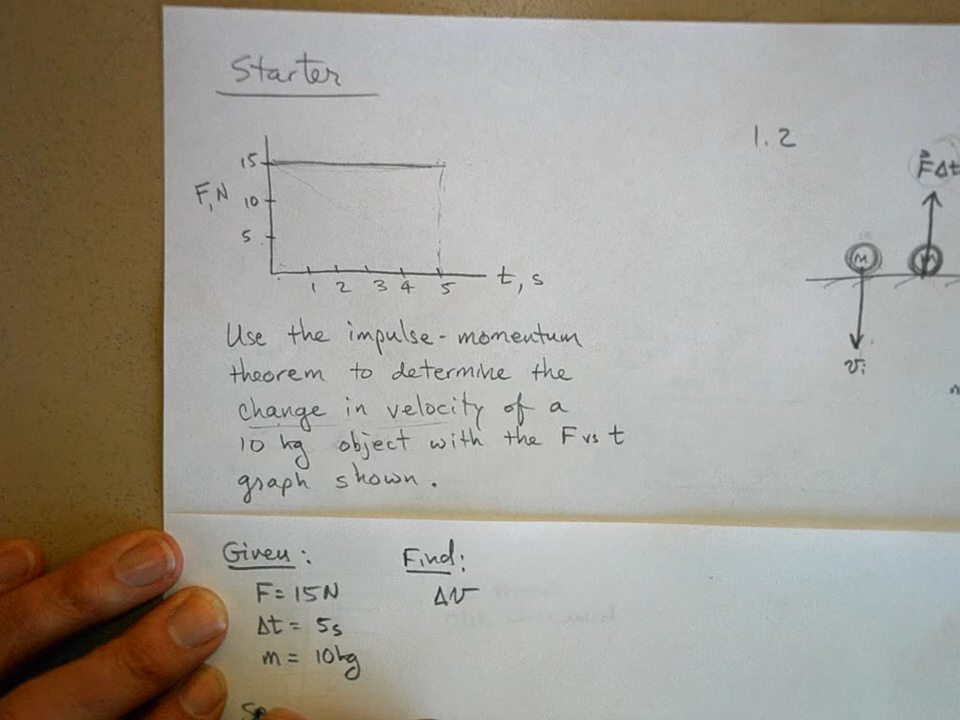 Starter
15
F, N 10
5
1 2 3 4 5 t, s
Use the impulse-momentum
theorem to determine the
change in velocity of a
10 kg object with the F vs t
graph shown.
Given: Find:
F = 15N Δv
Δt = 5s
m = 10kg
1.2
F⃗Δt
M
vi